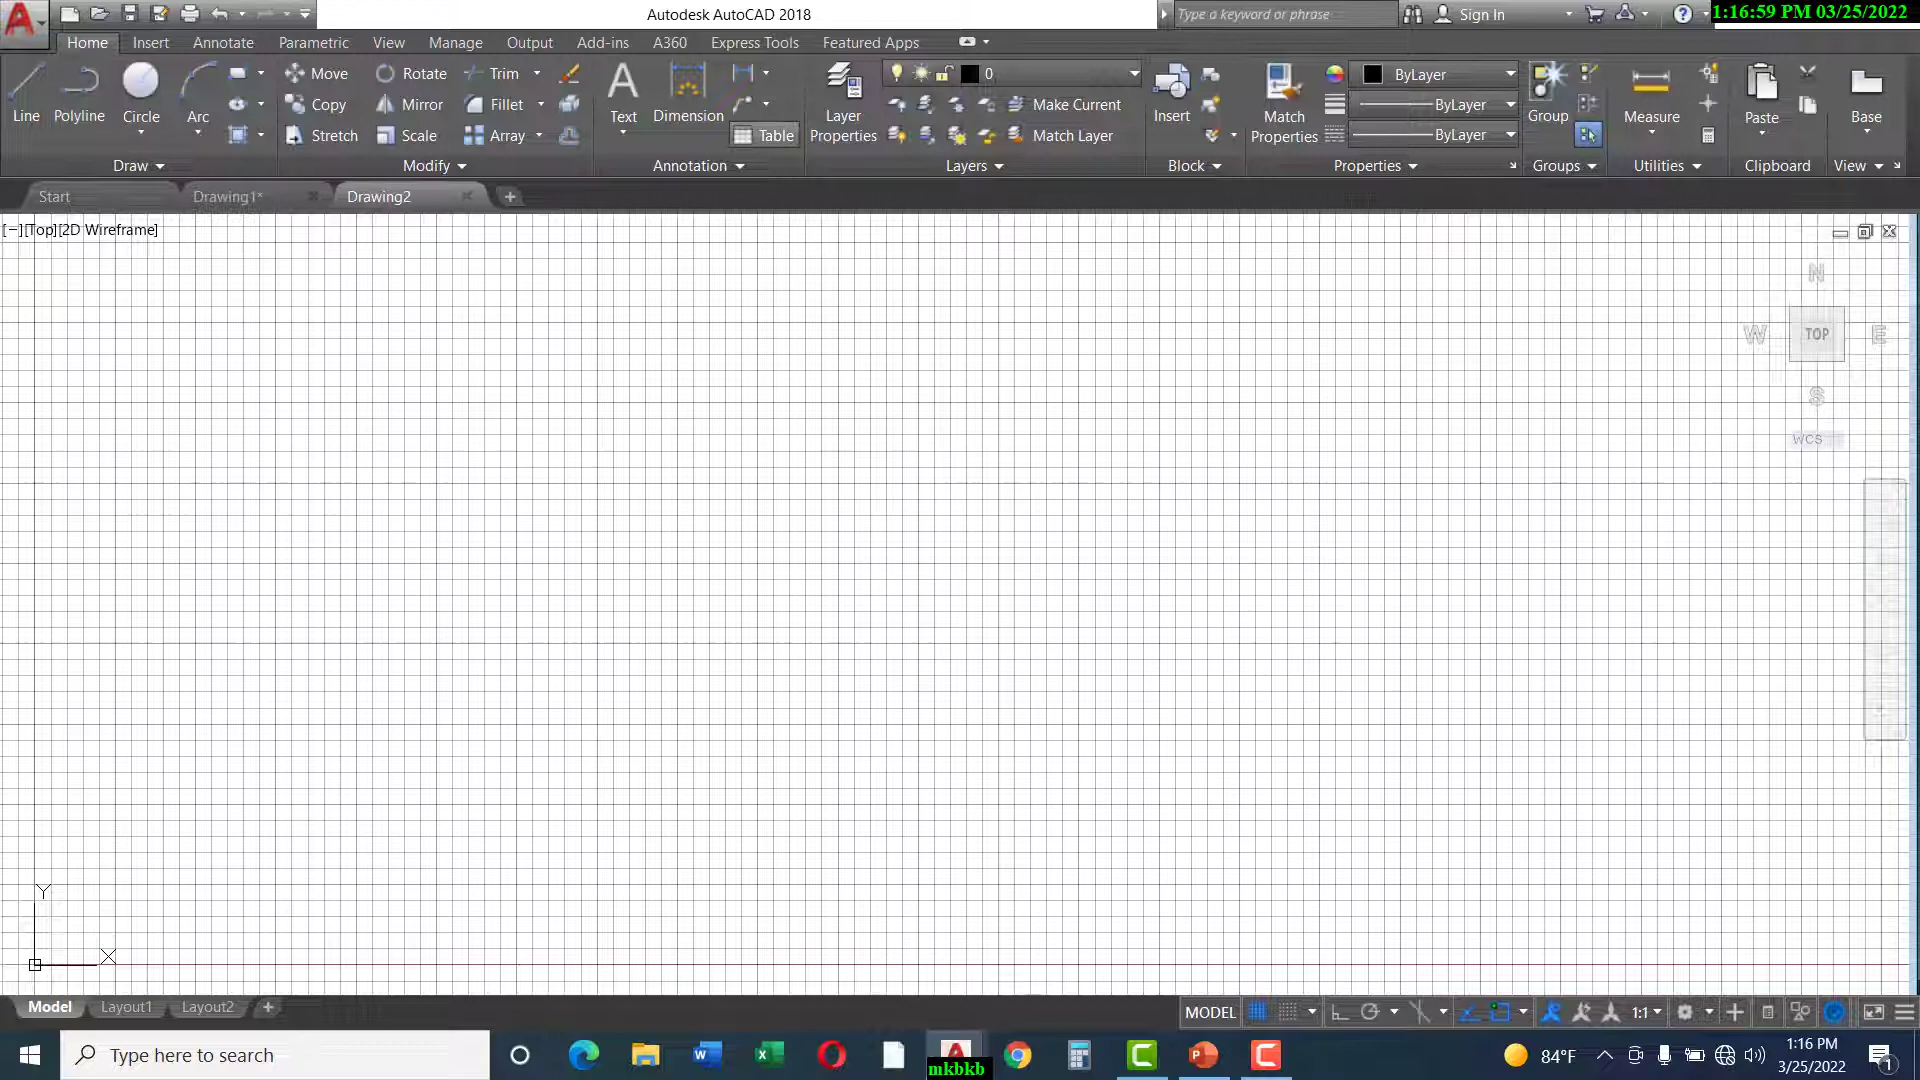 Autodesk AutoCAD 2018
Type a keyword or phrase
Sign In
1:16:59 PM 03/25/2022
Home Insert Annotate Parametric View Manage Output Add-ins A360 Express Tools Featured Apps
Line Polyline Circle Arc
Move Rotate Trim
Copy Mirror Fillet
Stretch Scale Array
Text Dimension Table
Layer Properties
0
Make Current
Match Layer
Insert
Match Properties
ByLayer
ByLayer
ByLayer
Group
Measure
Paste
Base
Draw Modify Annotation Layers Block Properties Groups Utilities Clipboard View
Start Drawing1* Drawing2
[−][Top][2D Wireframe]
N
W TOP E
S
WCS
Y
X
Model Layout1 Layout2
MODEL 1:1
Type here to search
mkbkb
84°F
1:16 PM
3/25/2022
1